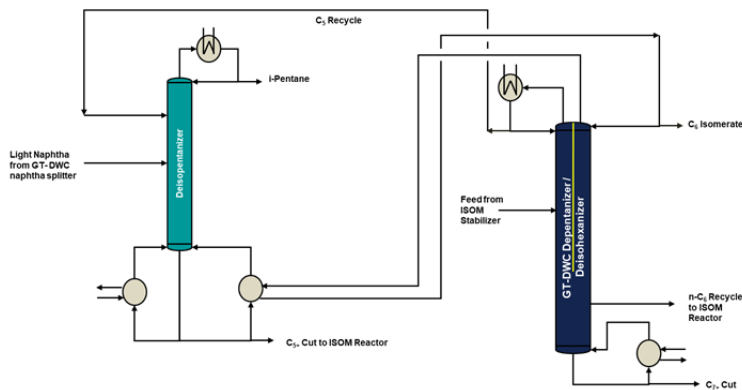 C₅ Recycle
i-Pentane
C₆ Isomerate
Light Naphtha
from GT-DWC
naphtha splitter
Deisopentanizer
Feed from
ISOM
Stabilizer
GT-DWC Depentanizer /
Deisohexanizer
n-C₆ Recycle
to ISOM
Reactor
C₅₊ Cut to ISOM Reactor
C₇₊ Cut